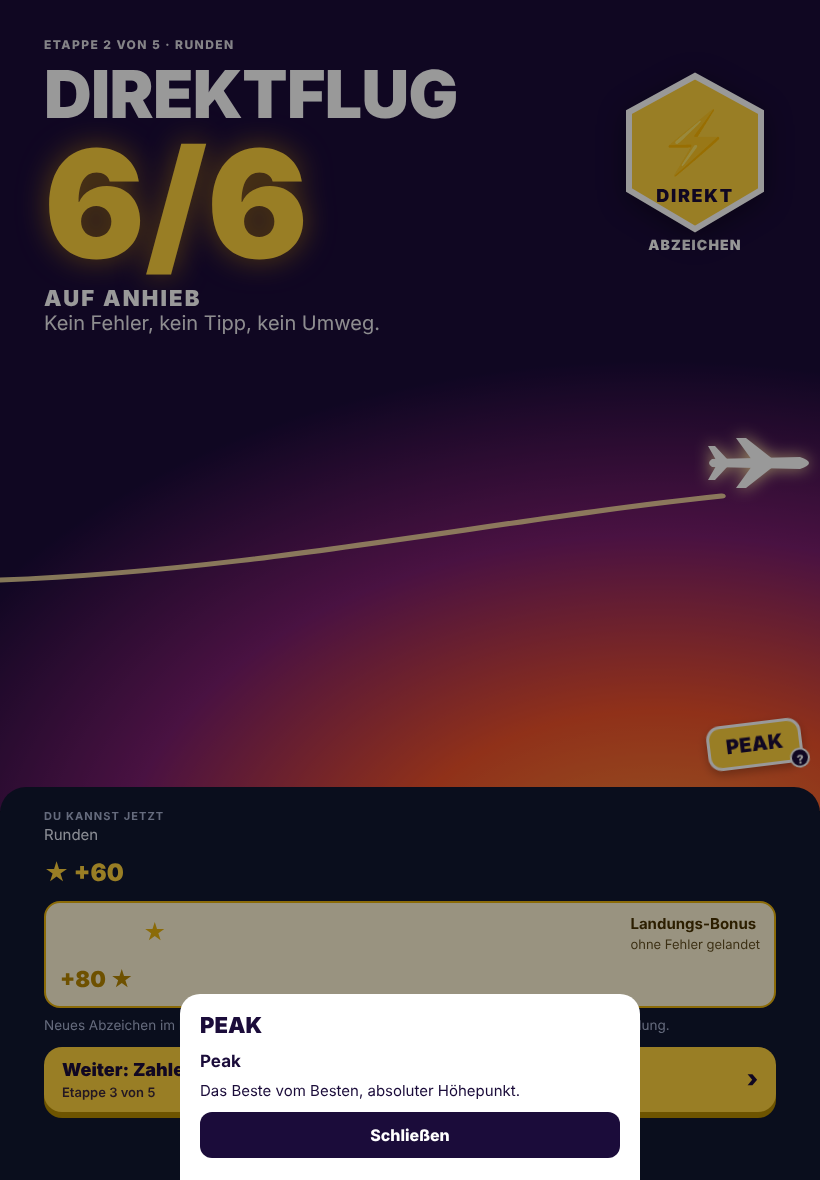 ETAPPE 2 VON 5 · RUNDEN
DIREKTFLUG
6/6
AUF ANHIEB
Kein Fehler, kein Tipp, kein Umweg.
DIREKT
ABZEICHEN
PEAK
?
DU KANNST JETZT
Runden
★ +60
★
Landungs-Bonus
ohne Fehler gelandet
+80 ★
Neues Abzeichen im
Weiter:
Etappe 3 von 5
›
PEAK
Peak
Das Beste vom Besten, absoluter Höhepunkt.
Schließen